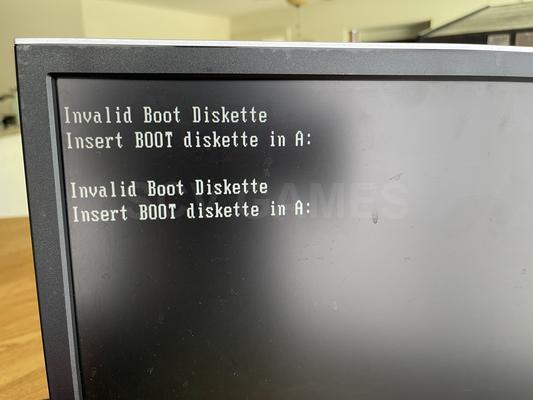 Invalid Boot Diskette
Insert BOOT diskette in A:
Invalid Boot Diskette
Insert BOOT diskette in A: